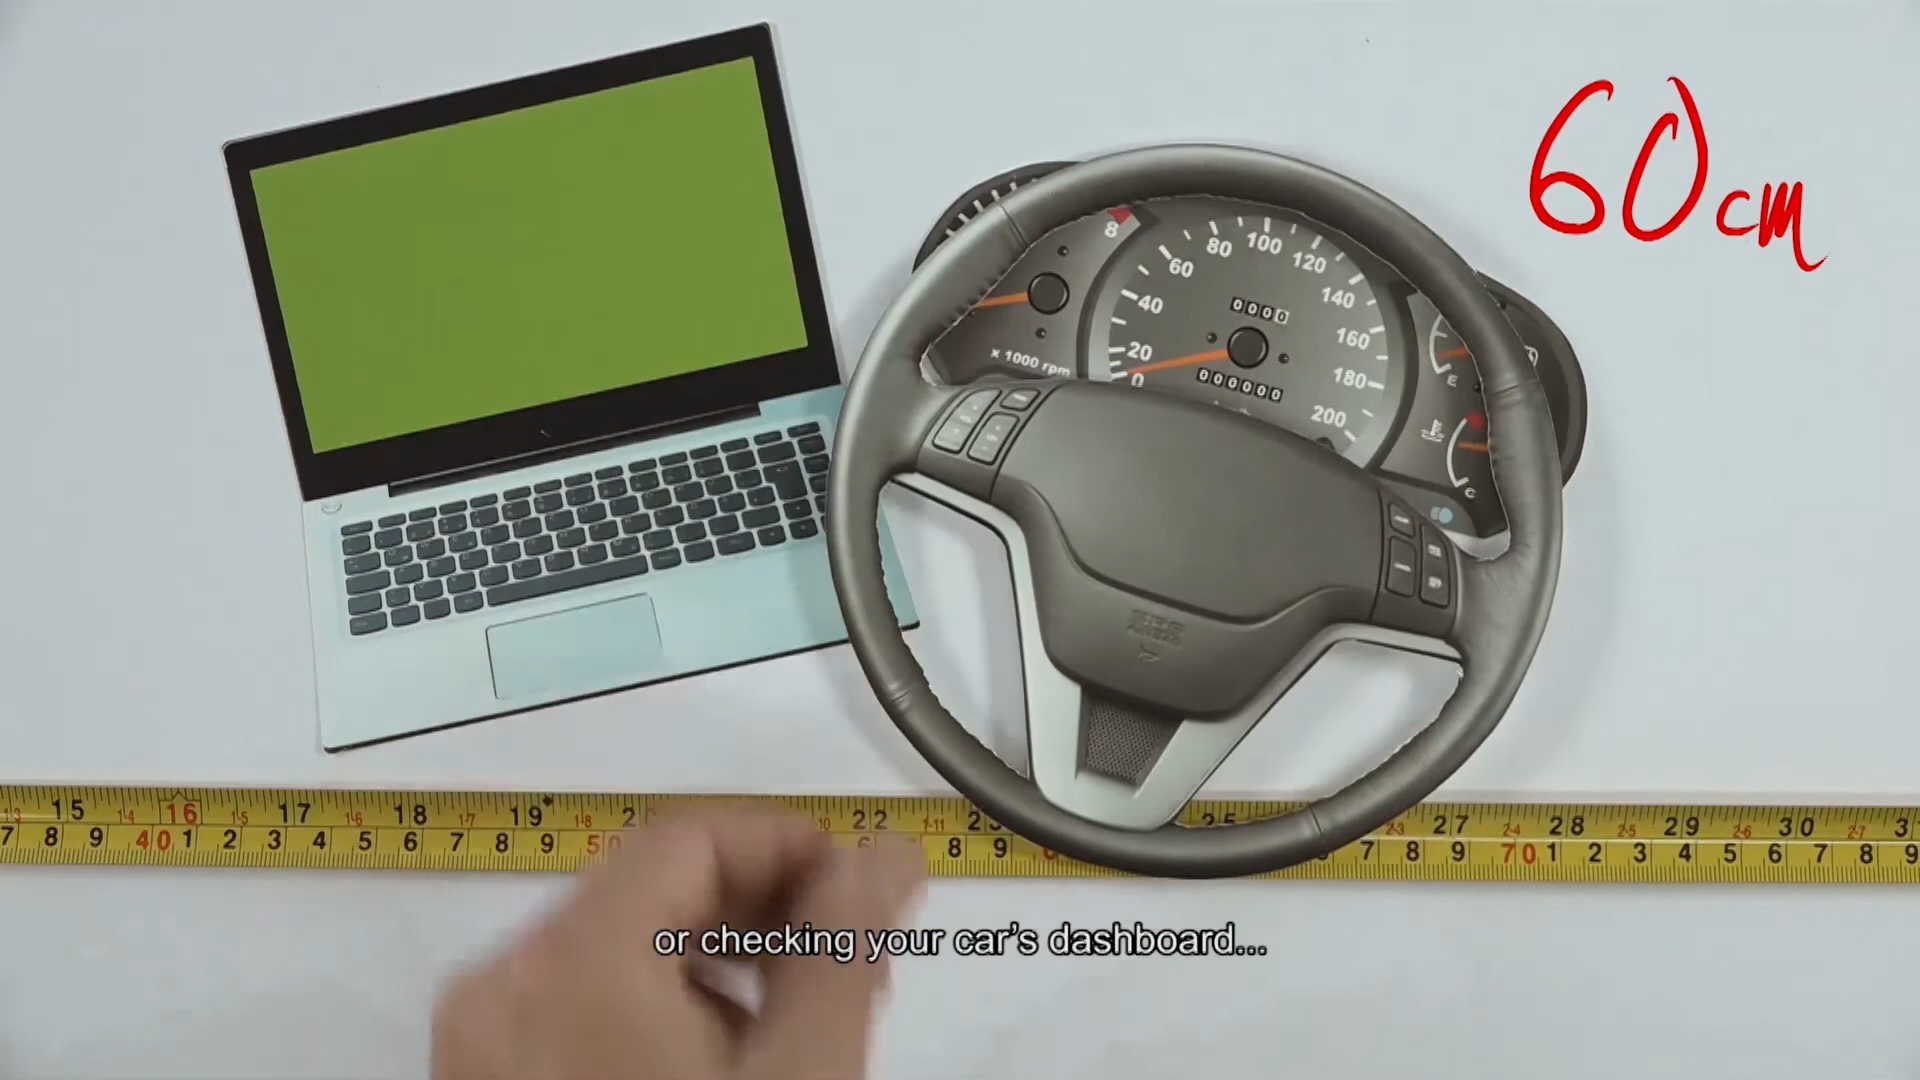 60cm
8
80 100 120
60 140
40 160
20 180
0 200
0000
000000
x 1000 rpm
E
C
15 16 17 18 19 22 25 27 28 29 30
7 8 9 40 1 2 3 4 5 6 7 8 9 50 8 9 7 8 9 70 1 2 3 4 5 6 7 8 9
or checking your car's dashboard...